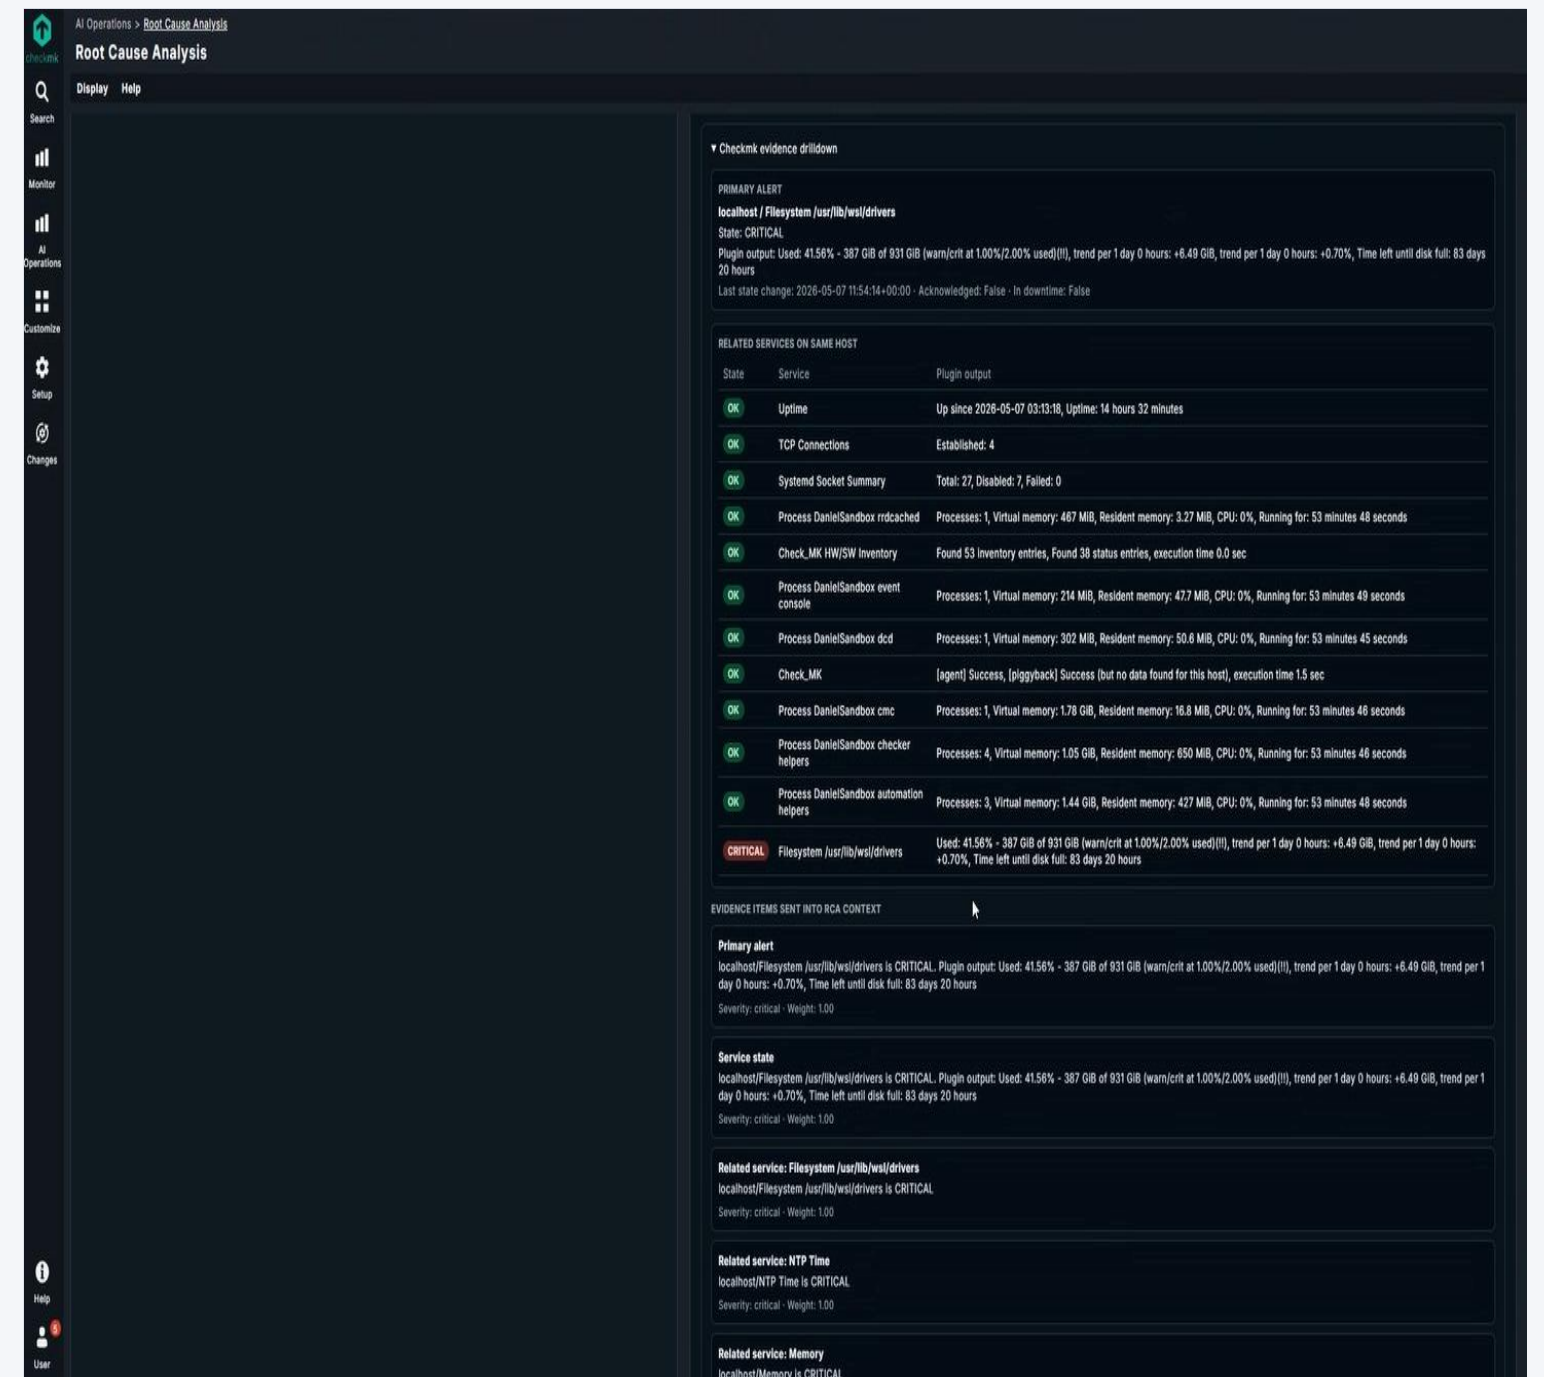 AI Operations > Root Cause Analysis
Root Cause Analysis
checkmk
Display Help
Search
Monitor
AI
Operations
Customize
Setup
Changes
Help
5
User
▾ Checkmk evidence drilldown
PRIMARY ALERT
localhost / Filesystem /usr/lib/wsl/drivers
State: CRITICAL
Plugin output: Used: 41.56% - 387 GiB of 931 GiB (warn/crit at 1.00%/2.00% used)(!!), trend per 1 day 0 hours: +6.49 GiB, trend per 1 day 0 hours: +0.70%, Time left until disk full: 83 days
20 hours
Last state change: 2026-05-07 11:54:14+00:00 · Acknowledged: False · In downtime: False
RELATED SERVICES ON SAME HOST
State Service Plugin output
OK Uptime Up since 2026-05-07 03:13:18, Uptime: 14 hours 32 minutes
OK TCP Connections Established: 4
OK Systemd Socket Summary Total: 27, Disabled: 7, Failed: 0
OK Process DanielSandbox rrdcached Processes: 1, Virtual memory: 467 MiB, Resident memory: 3.27 MiB, CPU: 0%, Running for: 53 minutes 48 seconds
OK Check_MK HW/SW Inventory Found 53 inventory entries, Found 38 status entries, execution time 0.0 sec
OK Process DanielSandbox event
console Processes: 1, Virtual memory: 214 MiB, Resident memory: 47.7 MiB, CPU: 0%, Running for: 53 minutes 49 seconds
OK Process DanielSandbox dcd Processes: 1, Virtual memory: 302 MiB, Resident memory: 50.6 MiB, CPU: 0%, Running for: 53 minutes 45 seconds
OK Check_MK [agent] Success, [piggyback] Success (but no data found for this host), execution time 1.5 sec
OK Process DanielSandbox cmc Processes: 1, Virtual memory: 1.78 GiB, Resident memory: 16.8 MiB, CPU: 0%, Running for: 53 minutes 46 seconds
OK Process DanielSandbox checker
helpers Processes: 4, Virtual memory: 1.05 GiB, Resident memory: 650 MiB, CPU: 0%, Running for: 53 minutes 46 seconds
OK Process DanielSandbox automation
helpers Processes: 3, Virtual memory: 1.44 GiB, Resident memory: 427 MiB, CPU: 0%, Running for: 53 minutes 48 seconds
CRITICAL Filesystem /usr/lib/wsl/drivers Used: 41.56% - 387 GiB of 931 GiB (warn/crit at 1.00%/2.00% used)(!!), trend per 1 day 0 hours: +6.49 GiB, trend per 1 day 0 hours:
+0.70%, Time left until disk full: 83 days 20 hours
EVIDENCE ITEMS SENT INTO RCA CONTEXT
Primary alert
localhost/Filesystem /usr/lib/wsl/drivers is CRITICAL. Plugin output: Used: 41.56% - 387 GiB of 931 GiB (warn/crit at 1.00%/2.00% used)(!!), trend per 1 day 0 hours: +6.49 GiB, trend per 1
day 0 hours: +0.70%, Time left until disk full: 83 days 20 hours
Severity: critical · Weight: 1.00
Service state
localhost/Filesystem /usr/lib/wsl/drivers is CRITICAL. Plugin output: Used: 41.56% - 387 GiB of 931 GiB (warn/crit at 1.00%/2.00% used)(!!), trend per 1 day 0 hours: +6.49 GiB, trend per 1
day 0 hours: +0.70%, Time left until disk full: 83 days 20 hours
Severity: critical · Weight: 1.00
Related service: Filesystem /usr/lib/wsl/drivers
localhost/Filesystem /usr/lib/wsl/drivers is CRITICAL
Severity: critical · Weight: 1.00
Related service: NTP Time
localhost/NTP Time is CRITICAL
Severity: critical · Weight: 1.00
Related service: Memory
localhost/Memory is CRITICAL